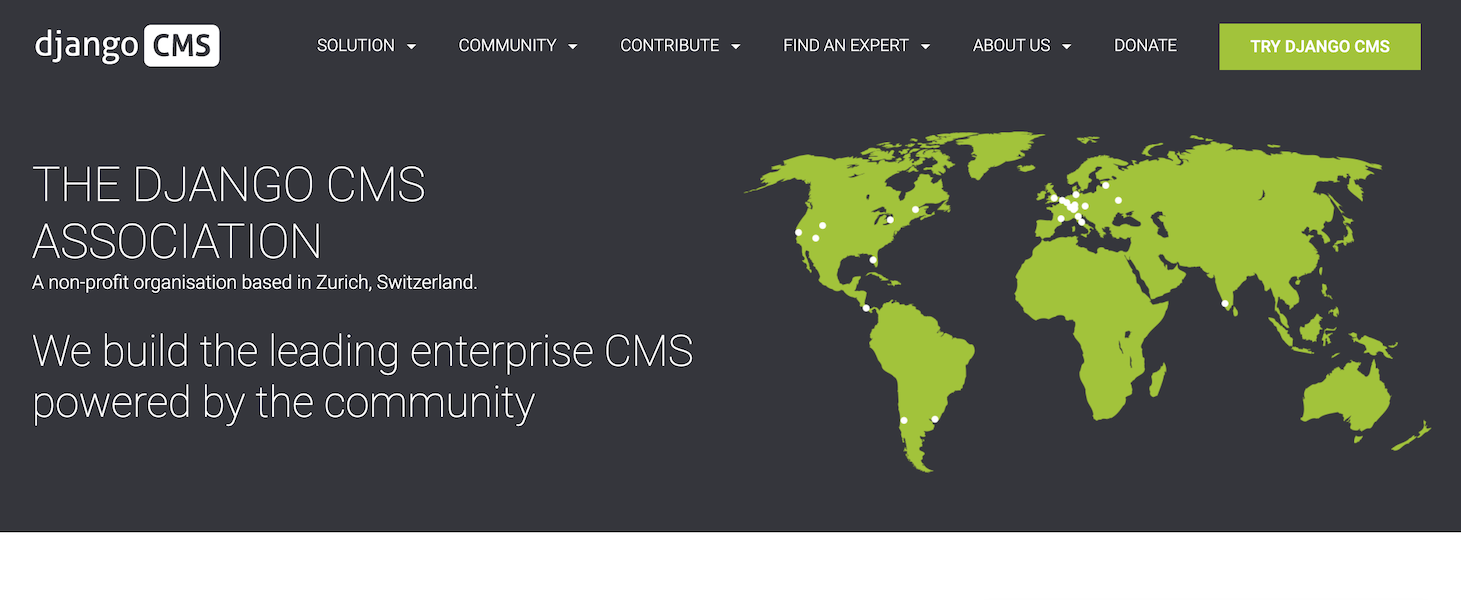 django CMS
SOLUTION
COMMUNITY
CONTRIBUTE
FIND AN EXPERT
ABOUT US
DONATE
TRY DJANGO CMS
THE DJANGO CMS
ASSOCIATION
A non-profit organisation based in Zurich, Switzerland.
We build the leading enterprise CMS
powered by the community